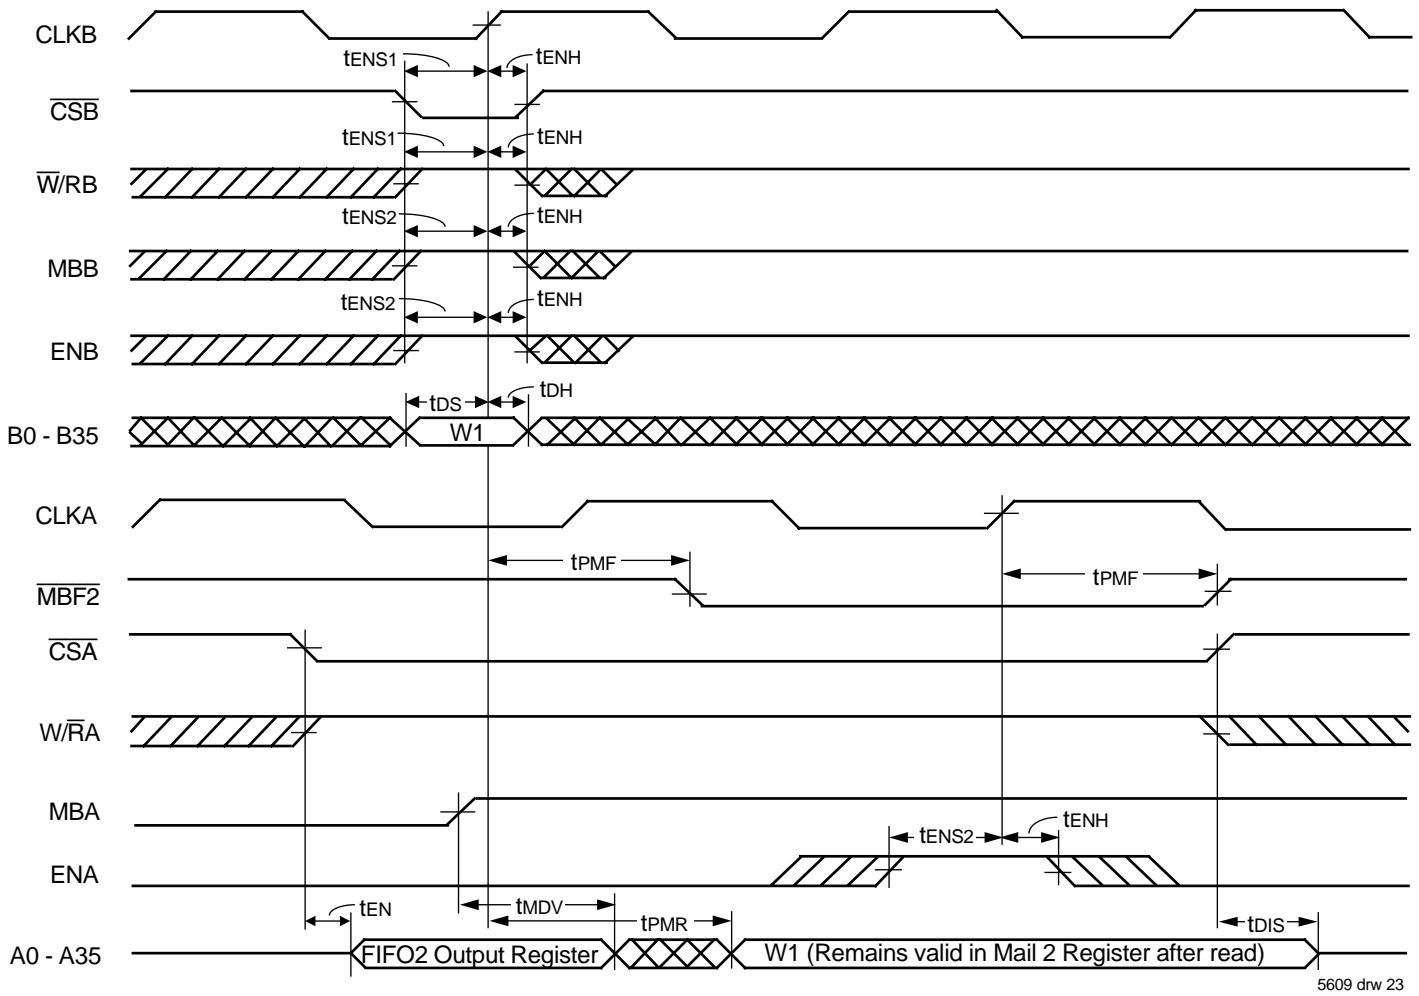 CLKB
tENS1
tENH
CSB
tENS1
tENH
W/RB
tENS2
tENH
MBB
tENS2
tENH
ENB
tDS
tDH
B0 - B35
W1
CLKA
tPMF
tPMF
MBF2
CSA
W/RA
MBA
tENS2
tENH
ENA
tEN
tMDV
tPMR
tDIS
A0 - A35
FIFO2 Output Register
W1 (Remains valid in Mail 2 Register after read)
5609 drw 23